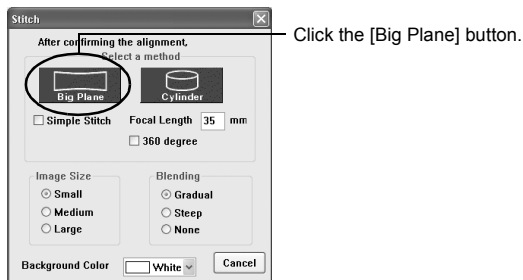 Stitch
Click the [Big Plane] button.
After confirming the alignment,
Select a method
Big Plane Cylinder
Simple Stitch Focal Length 35 mm
360 degree
Image Size Blending
Small Gradual
Medium Steep
Large None
Background Color White Cancel